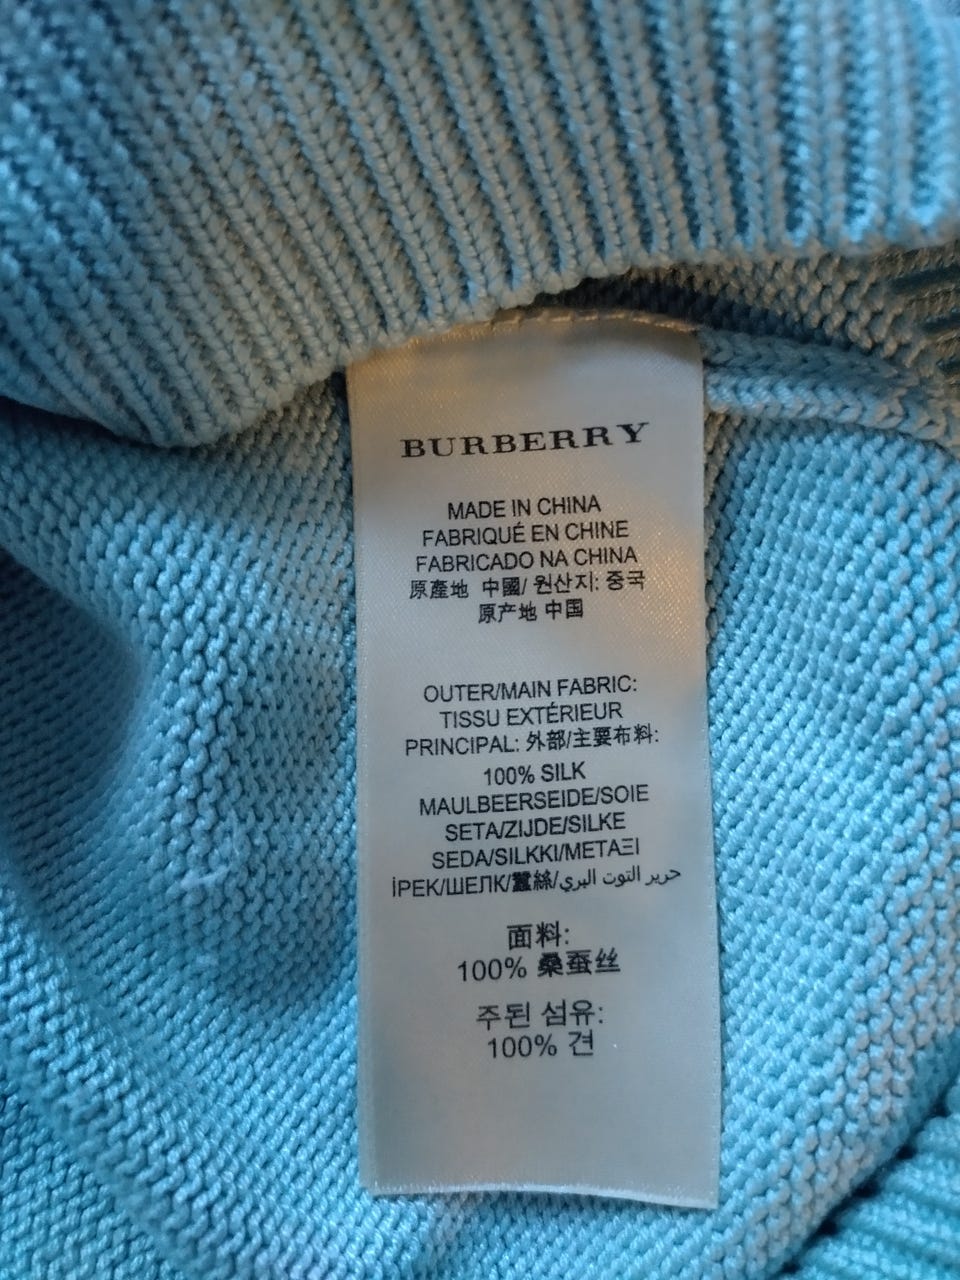 BURBERRY
MADE IN CHINA
FABRIQUÉ EN CHINE
FABRICADO NA CHINA
原產地 中國/ 원산지: 중국
原产地 中国
OUTER/MAIN FABRIC:
TISSU EXTÉRIEUR
PRINCIPAL: 外部/主要布料:
100% SILK
MAULBEERSEIDE/SOIE
SETA/ZIJDE/SILKE
SEDA/SILKKI/ΜΕΤΑΞΙ
İPEK/ШЕЛК/蠶絲/حرير التوت البري
面料:
100% 桑蚕丝
주된 섬유:
100% 견